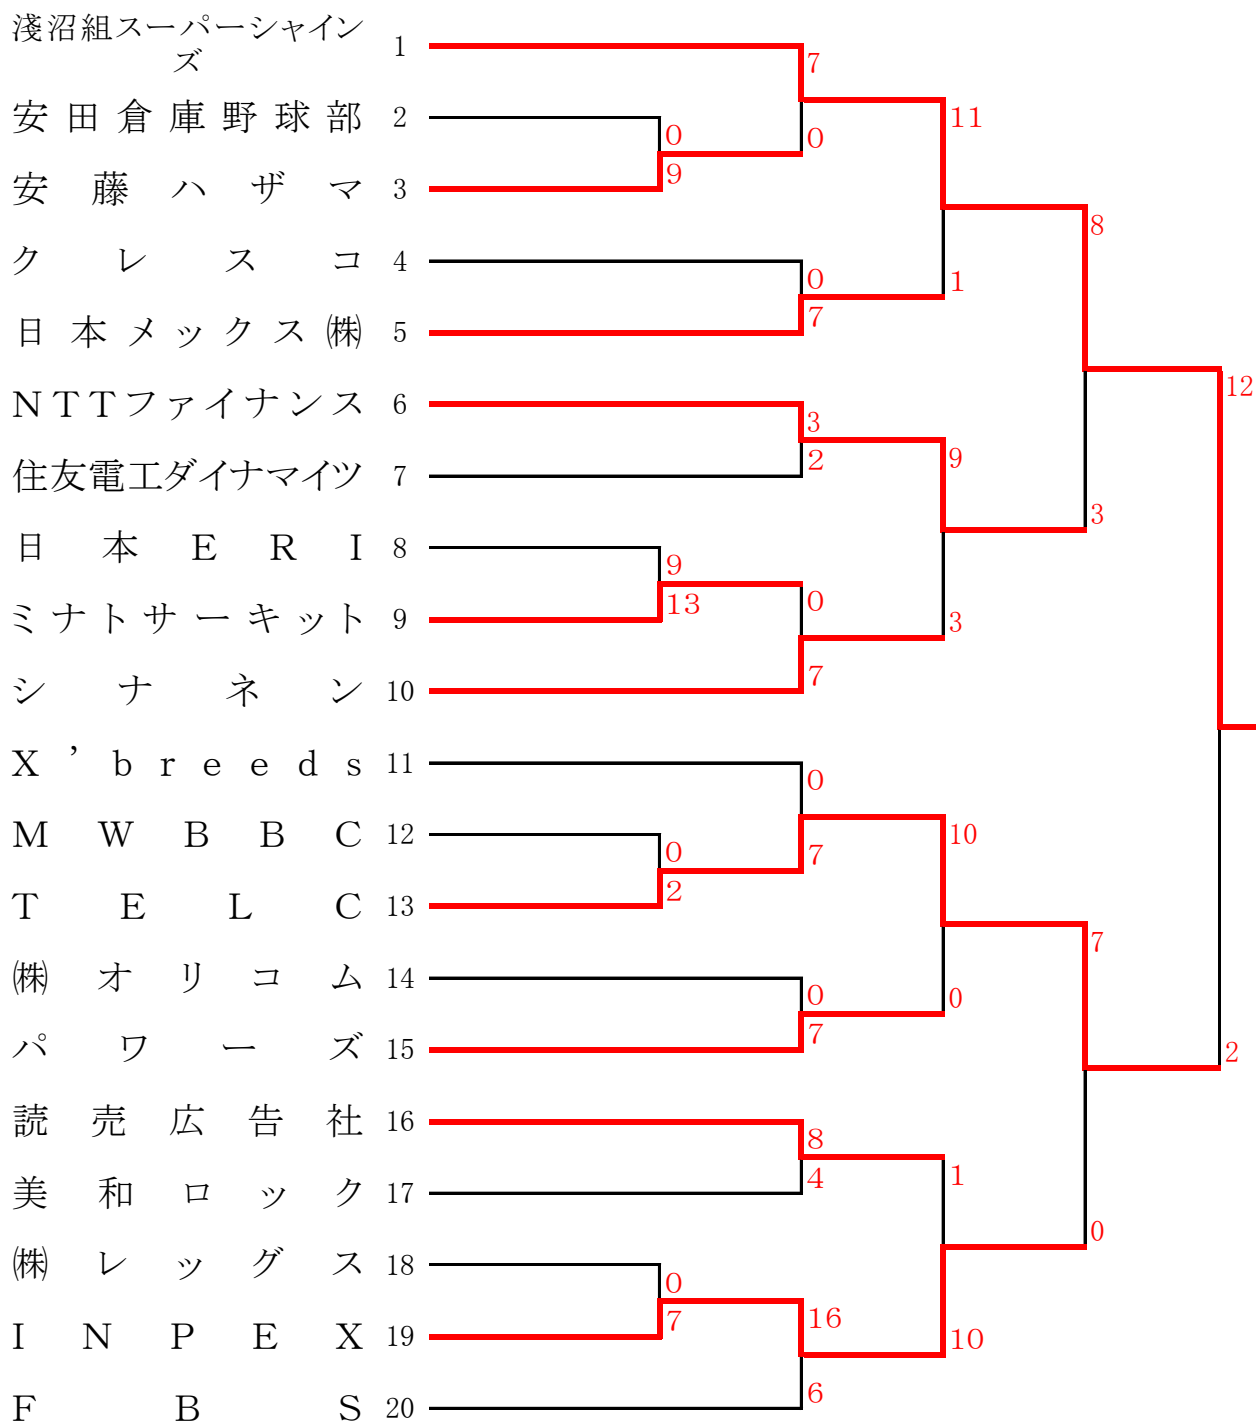 淺沼組スーパーシャイン
ズ
1
7
11
安田倉庫野球部 2
0
0
9
安藤ハザマ 3
8
クレスコ 4
0
1
7
日本メックス㈱ 5
12
NTTファイナンス 6
3
9
2
住友電工ダイナマイツ 7
3
日本ERI 8
9
13
0
ミナトサーキット 9
3
7
シナネン 10
X’breeds 11
0
10
MWBBC 12
0
7
2
TELC 13
7
㈱オリコム 14
0
0
7
パワーズ 15
2
読売広告社 16
8
1
4
美和ロック 17
0
㈱レッグス 18
0
16
7
INPEX 19
10
6
FBS 20